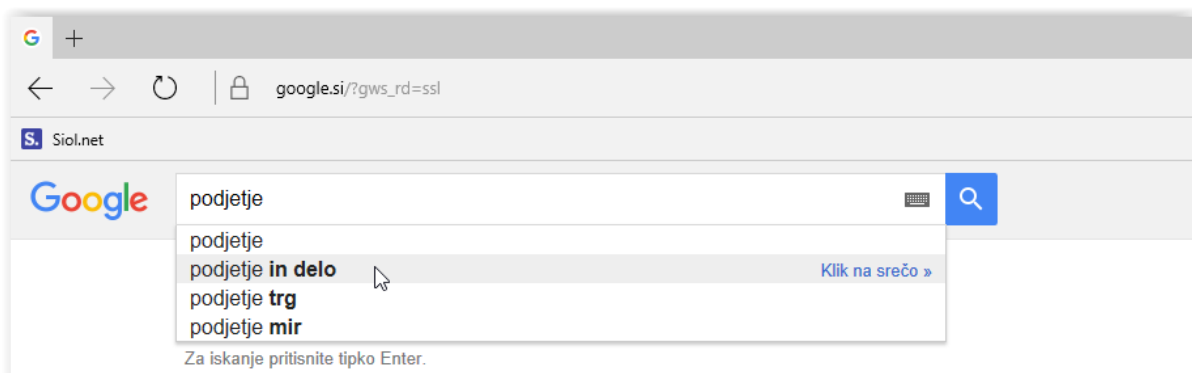 google.si/?gws_rd=ssl
S. Siol.net
Google podjetje
podjetje
podjetje in delo Klik na srečo »
podjetje trg
podjetje mir
Za iskanje pritisnite tipko Enter.